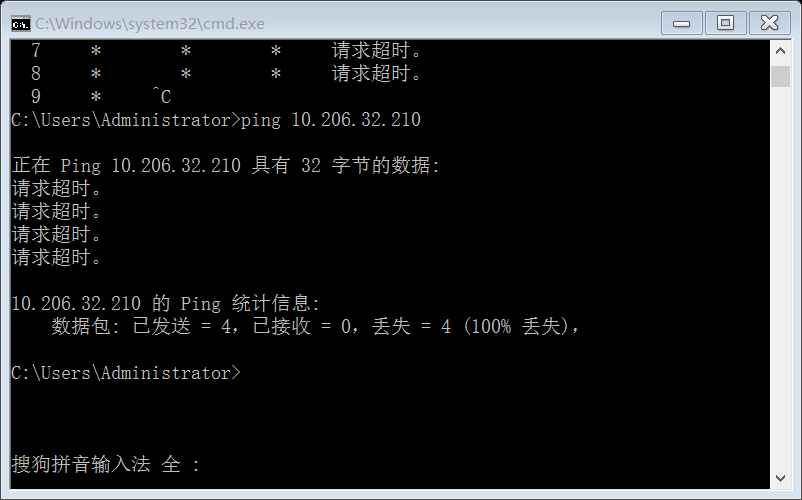 C:\Windows\system32\cmd.exe
7 * * * 请求超时。
8 * * * 请求超时。
9 * ^C
C:\Users\Administrator>ping 10.206.32.210
正在 Ping 10.206.32.210 具有 32 字节的数据:
请求超时。
请求超时。
请求超时。
请求超时。
10.206.32.210 的 Ping 统计信息:
数据包: 已发送 = 4，已接收 = 0，丢失 = 4 (100% 丢失)，
C:\Users\Administrator>
搜狗拼音输入法 全 :